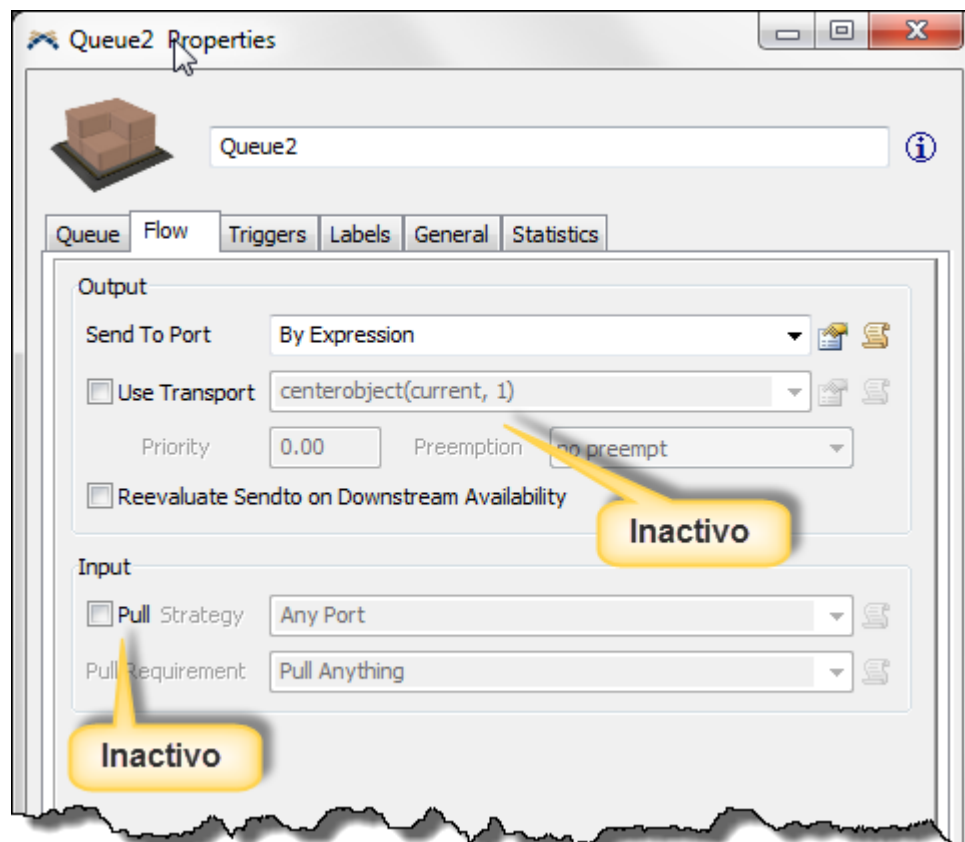 Queue2 Properties
Queue2
Queue Flow Triggers Labels General Statistics
Output
Send To Port By Expression
Use Transport centerobject(current, 1)
Priority 0.00 Preemption no preempt
Reevaluate Sendto on Downstream Availability
Inactivo
Input
Pull Strategy Any Port
Pull Requirement Pull Anything
Inactivo